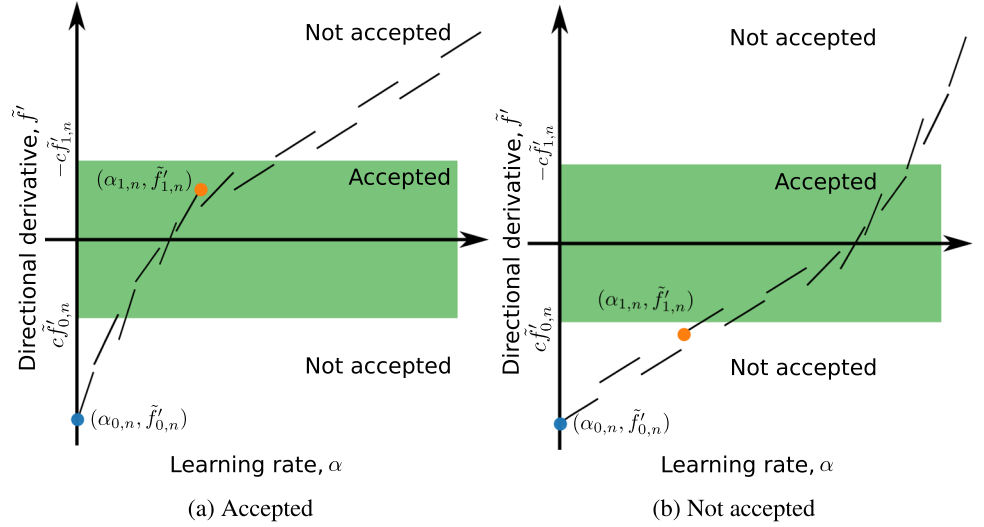 Not accepted
Directional derivative, f̃′
−cf̃′₁,ₙ
(α₁,ₙ, f̃′₁,ₙ)
Accepted
cf̃′₀,ₙ
Not accepted
(α₀,ₙ, f̃′₀,ₙ)
Learning rate, α
(a) Accepted
Not accepted
Directional derivative, f̃′
−cf̃′₁,ₙ
Accepted
(α₁,ₙ, f̃′₁,ₙ)
cf̃′₀,ₙ
Not accepted
(α₀,ₙ, f̃′₀,ₙ)
Learning rate, α
(b) Not accepted